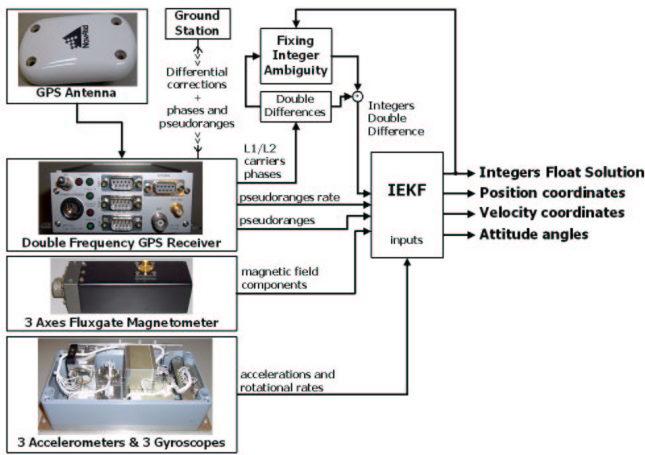 NovAtel
GPS Antenna
Ground
Station
Differential
corrections
+
phases and
pseudoranges
Fixing
Integer
Ambiguity
Double
Differences
Integers
Double
Difference
L1/L2
carriers
phases
pseudoranges rate
pseudoranges
Double Frequency GPS Receiver
IEKF
inputs
Integers Float Solution
Position coordinates
Velocity coordinates
Attitude angles
magnetic field
components
3 Axes Fluxgate Magnetometer
accelerations and
rotational rates
3 Accelerometers & 3 Gyroscopes